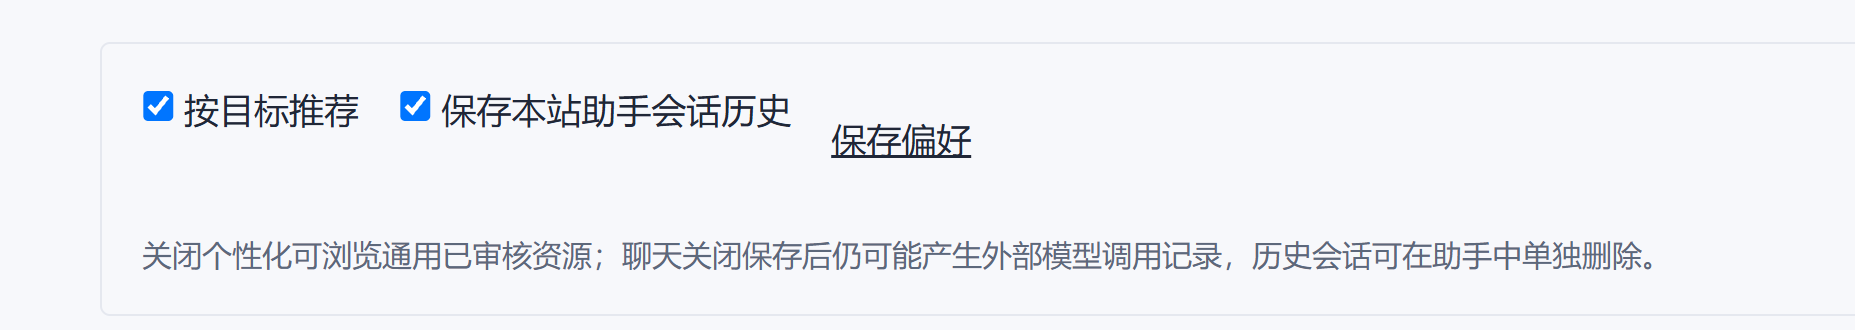 按目标推荐 保存本站助手会话历史 保存偏好
关闭个性化可浏览通用已审核资源；聊天关闭保存后仍可能产生外部模型调用记录，历史会话可在助手中单独删除。